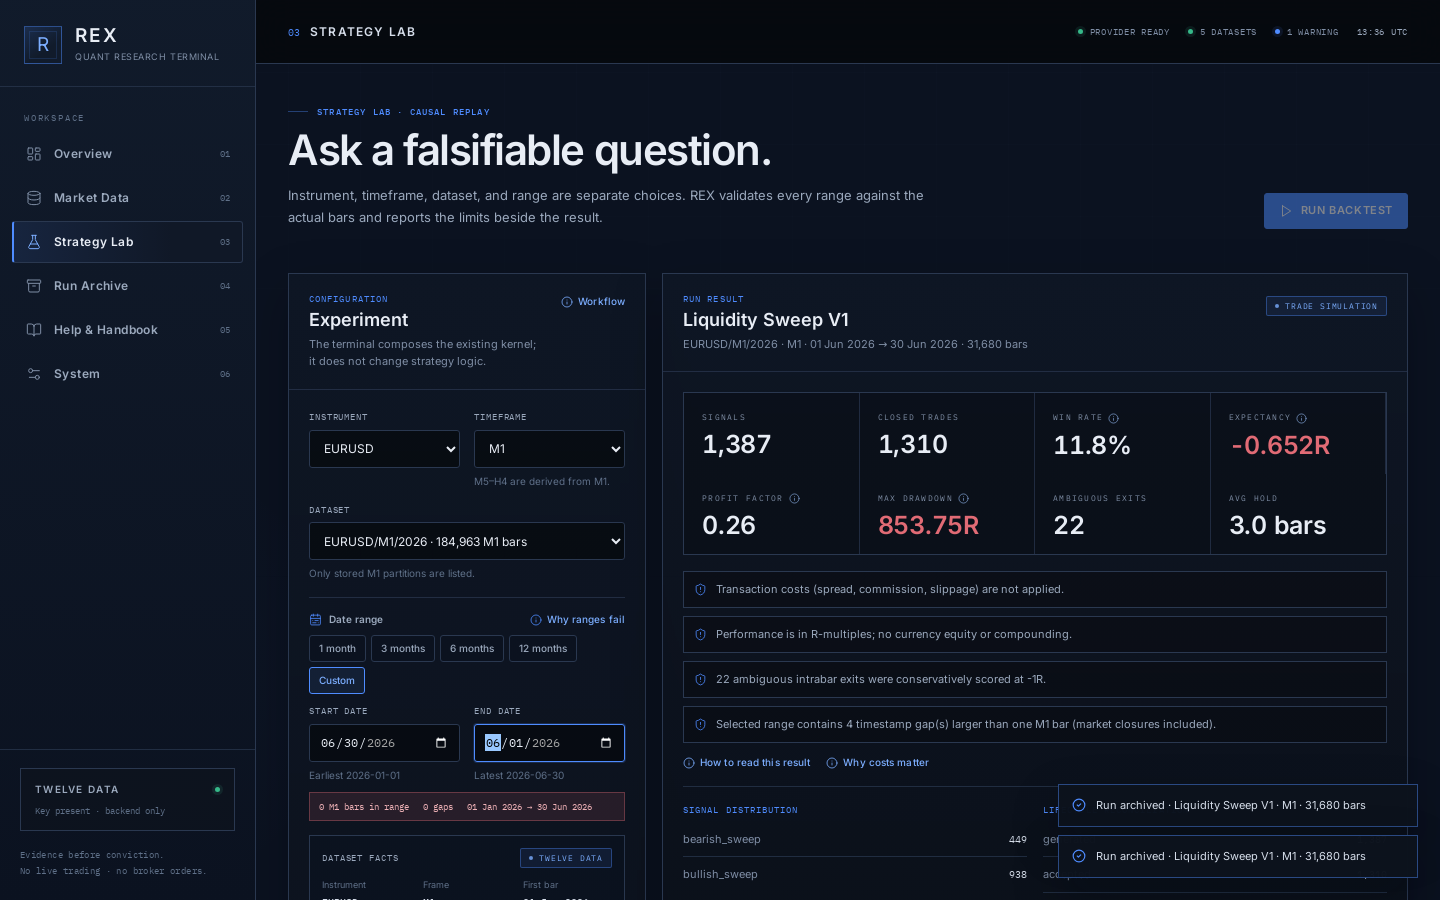 R
REX
QUANT RESEARCH TERMINAL
WORKSPACE
Overview 01
Market Data 02
Strategy Lab 03
Run Archive 04
Help & Handbook 05
System 06
TWELVE DATA
Key present · backend only
Evidence before conviction.
No live trading · no broker orders.
03 STRATEGY LAB
PROVIDER READY 5 DATASETS 1 WARNING 13:36 UTC
STRATEGY LAB · CAUSAL REPLAY
Ask a falsifiable question.
Instrument, timeframe, dataset, and range are separate choices. REX validates every range against the
actual bars and reports the limits beside the result.
RUN BACKTEST
CONFIGURATION
Workflow
Experiment
The terminal composes the existing kernel;
it does not change strategy logic.
INSTRUMENT TIMEFRAME
EURUSD M1
M5–H4 are derived from M1.
DATASET
EURUSD/M1/2026 · 184,963 M1 bars
Only stored M1 partitions are listed.
Date range Why ranges fail
1 month 3 months 6 months 12 months
Custom
START DATE END DATE
06/30/2026 06/01/2026
Earliest 2026-01-01 Latest 2026-06-30
0 M1 bars in range 0 gaps 01 Jan 2026 → 30 Jun 2026
DATASET FACTS TWELVE DATA
Instrument Frame First bar
RUN RESULT
Liquidity Sweep V1
TRADE SIMULATION
EURUSD/M1/2026 · M1 · 01 Jun 2026 → 30 Jun 2026 · 31,680 bars
SIGNALS CLOSED TRADES WIN RATE EXPECTANCY
1,387 1,310 11.8% -0.652R
PROFIT FACTOR MAX DRAWDOWN AMBIGUOUS EXITS AVG HOLD
0.26 853.75R 22 3.0 bars
Transaction costs (spread, commission, slippage) are not applied.
Performance is in R-multiples; no currency equity or compounding.
22 ambiguous intrabar exits were conservatively scored at -1R.
Selected range contains 4 timestamp gap(s) larger than one M1 bar (market closures included).
How to read this result Why costs matter
SIGNAL DISTRIBUTION
bearish_sweep 449
bullish_sweep 938
Run archived · Liquidity Sweep V1 · M1 · 31,680 bars
Run archived · Liquidity Sweep V1 · M1 · 31,680 bars